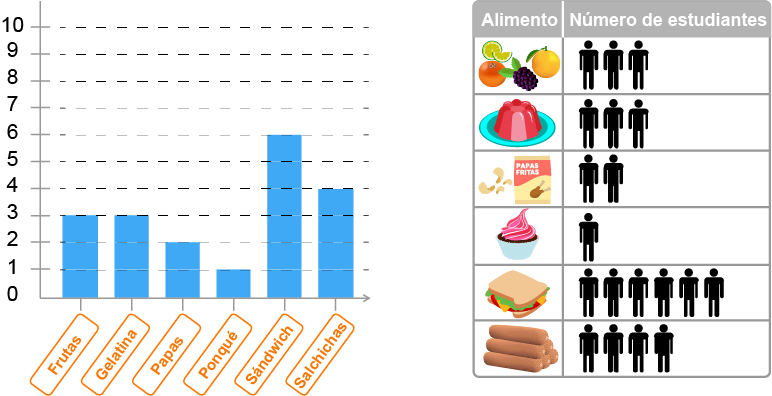 10
9
8
7
6
5
4
3
2
1
0
Frutas
Gelatina
Papas
Ponqué
Sándwich
Salchichas
Alimento Número de estudiantes
PAPAS
FRITAS